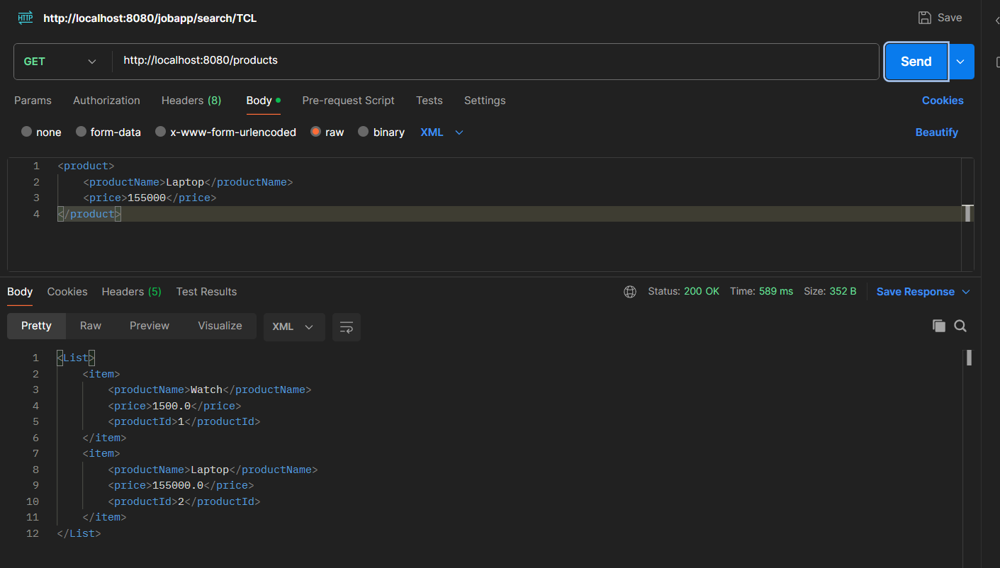 HTTP http://localhost:8080/jobapp/search/TCL Save
GET http://localhost:8080/products Send
Params Authorization Headers (8) Body Pre-request Script Tests Settings Cookies
none form-data x-www-form-urlencoded raw binary XML Beautify
1 <product>
2 <productName>Laptop</productName>
3 <price>155000</price>
4 </product>
Body Cookies Headers (5) Test Results Status: 200 OK Time: 589 ms Size: 352 B Save Response
Pretty Raw Preview Visualize XML
1 <List>
2 <item>
3 <productName>Watch</productName>
4 <price>1500.0</price>
5 <productId>1</productId>
6 </item>
7 <item>
8 <productName>Laptop</productName>
9 <price>155000.0</price>
10 <productId>2</productId>
11 </item>
12 </List>